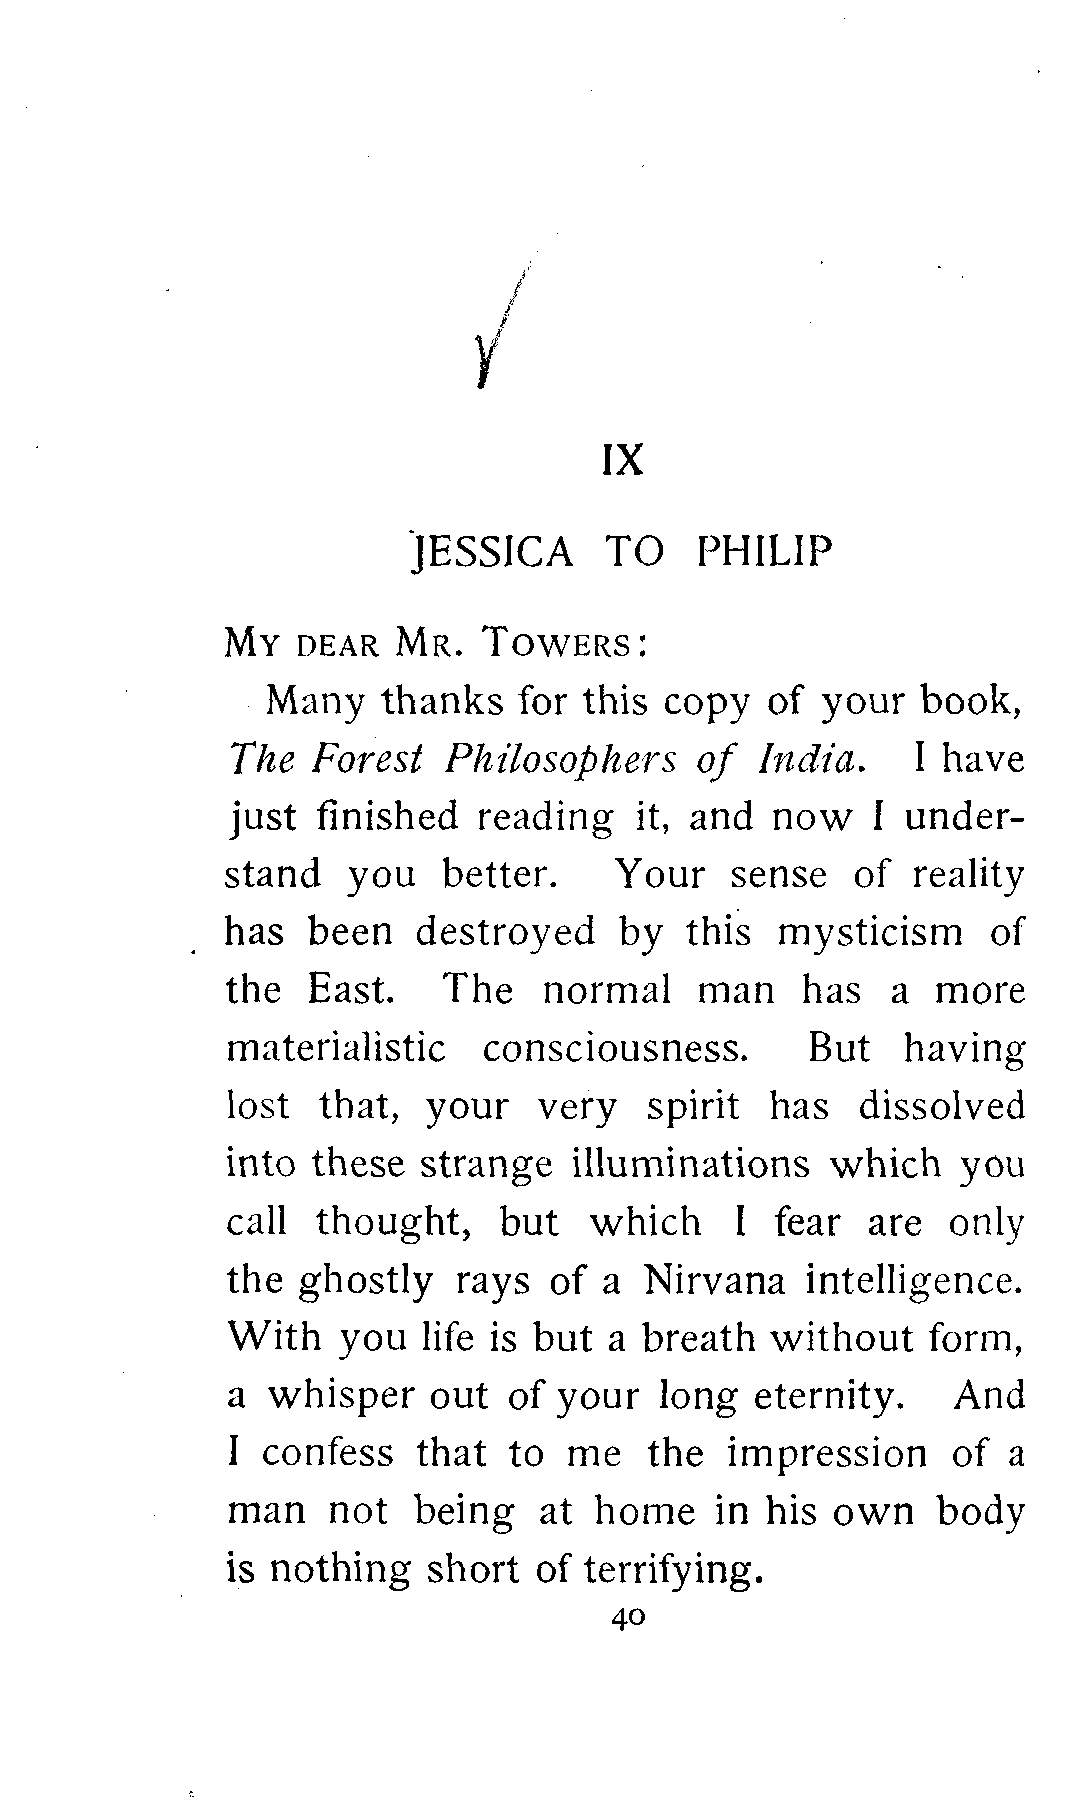 IX
JESSICA TO PHILIP
MY DEAR MR. TOWERS:
Many thanks for this copy of your book,
The Forest Philosophers of India. I have
just finished reading it, and now I under-
stand you better. Your sense of reality
has been destroyed by this mysticism of
the East. The normal man has a more
materialistic consciousness. But having
lost that, your very spirit has dissolved
into these strange illuminations which you
call thought, but which I fear are only
the ghostly rays of a Nirvana intelligence.
With you life is but a breath without form,
a whisper out of your long eternity. And
I confess that to me the impression of a
man not being at home in his own body
is nothing short of terrifying.
40